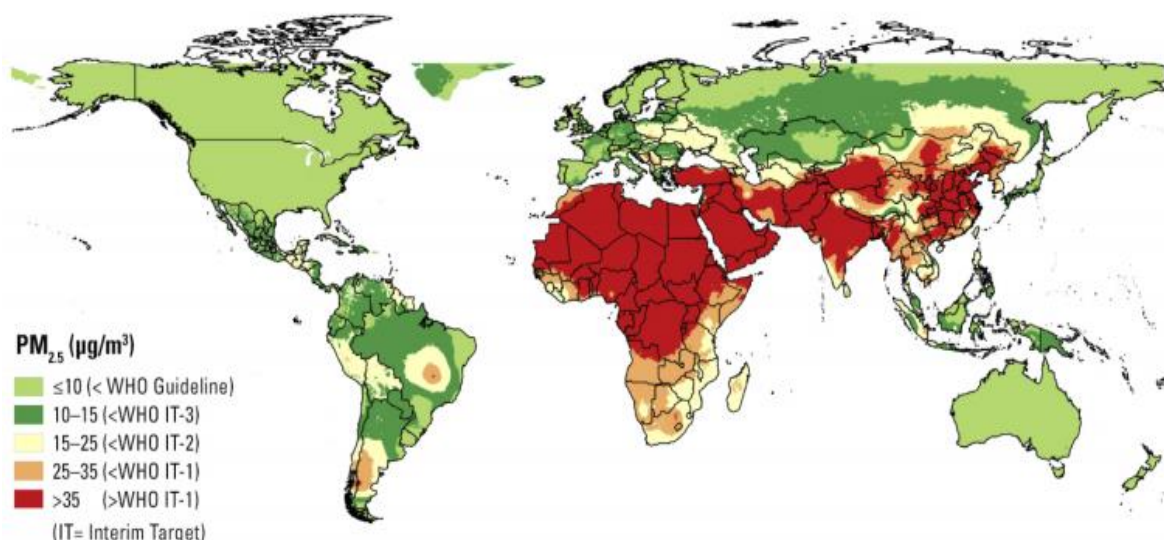 PM2.5 (µg/m³)
≤10 (< WHO Guideline)
10–15 (<WHO IT-3)
15–25 (<WHO IT-2)
25–35 (<WHO IT-1)
>35 (>WHO IT-1)
(IT= Interim Target)